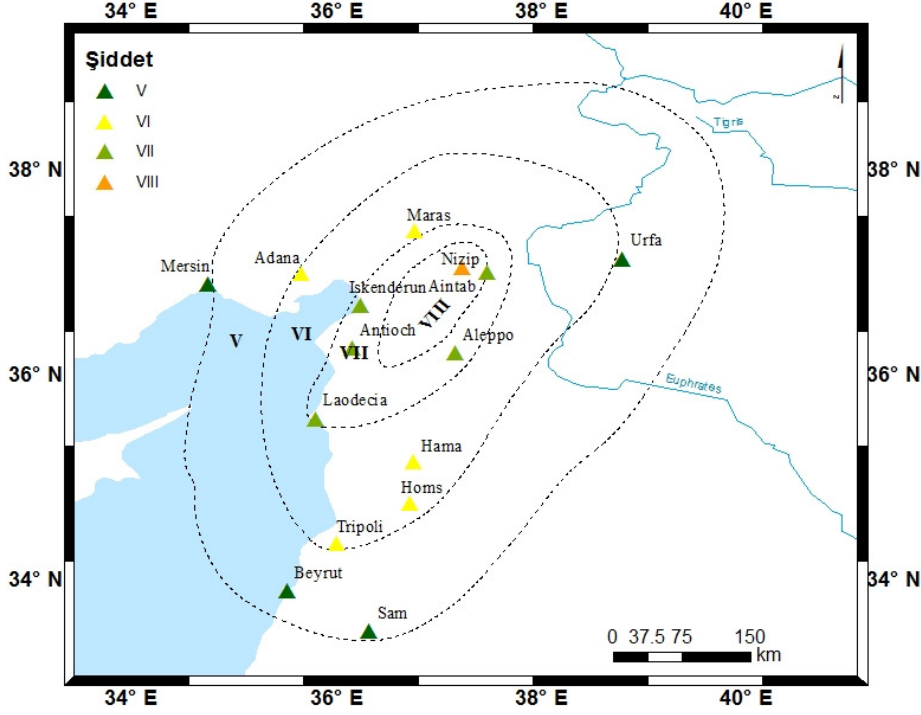 34° E 36° E 38° E 40° E
Şiddet
V
VI
VII
VIII
z
Tigris
38° N 38° N
Maras
Urfa
Adana
Nizip
Mersin
Iskenderun Aintab
VIII
Antioch
V VI VII
Aleppo
36° N 36° N
Euphrates
Laodecia
Hama
Homs
Tripoli
34° N 34° N
Beyrut
Sam
0 37.5 75 150
km
34° E 36° E 38° E 40° E